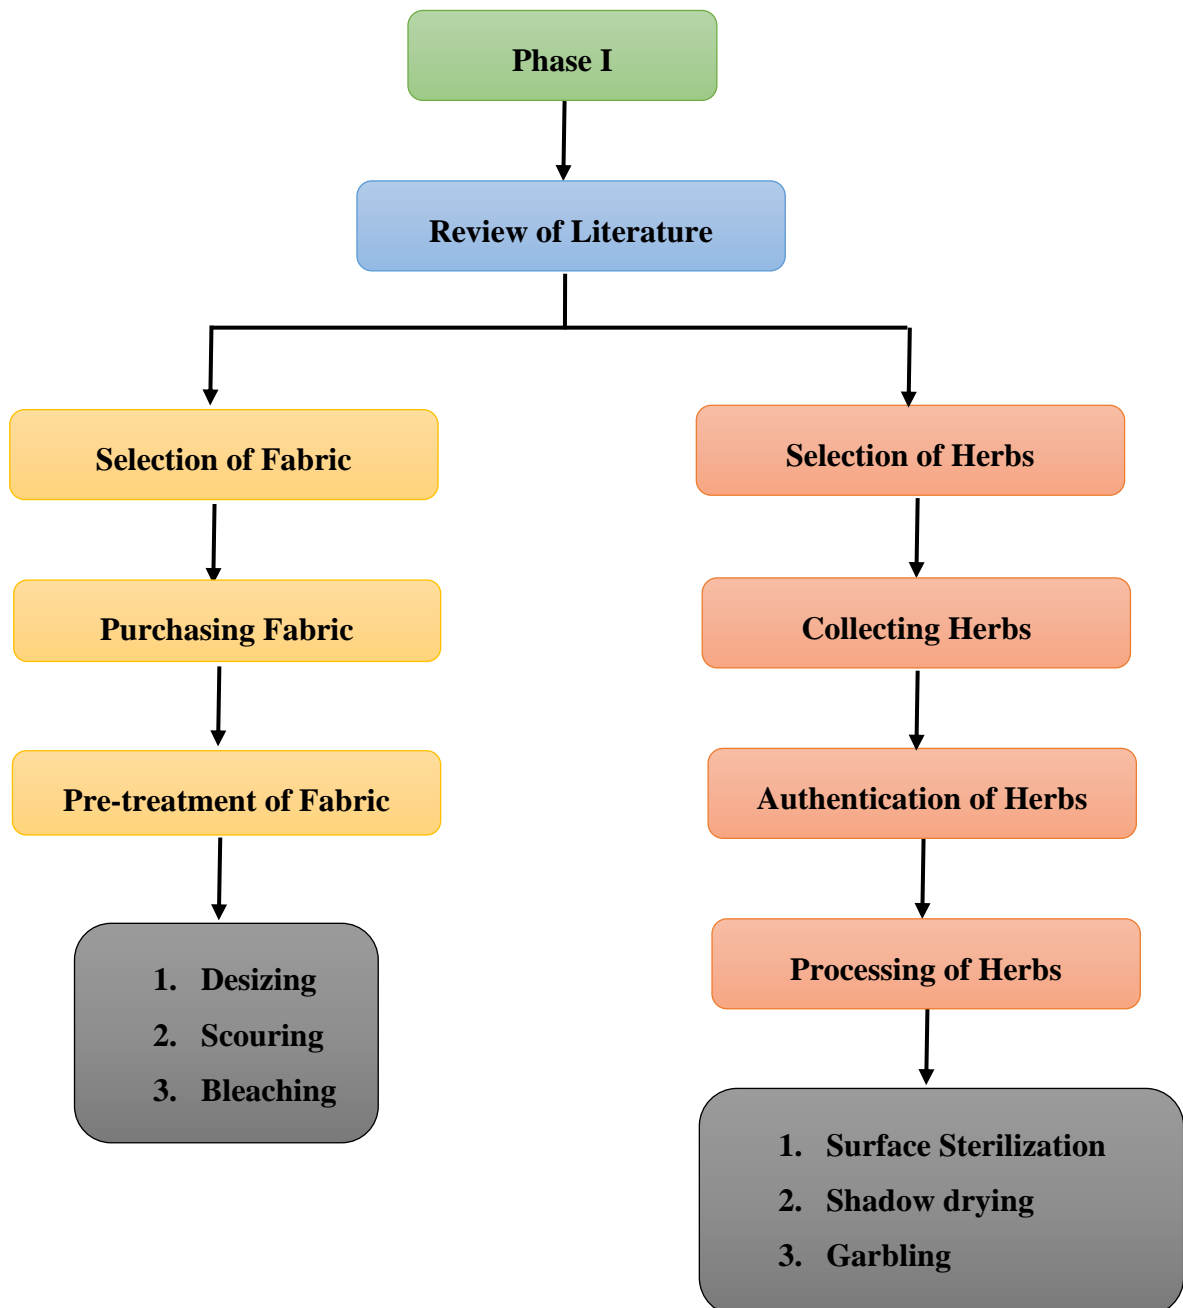 Phase I
Review of Literature
Selection of Fabric
Purchasing Fabric
Pre-treatment of Fabric
1. Desizing
2. Scouring
3. Bleaching
Selection of Herbs
Collecting Herbs
Authentication of Herbs
Processing of Herbs
1. Surface Sterilization
2. Shadow drying
3. Garbling